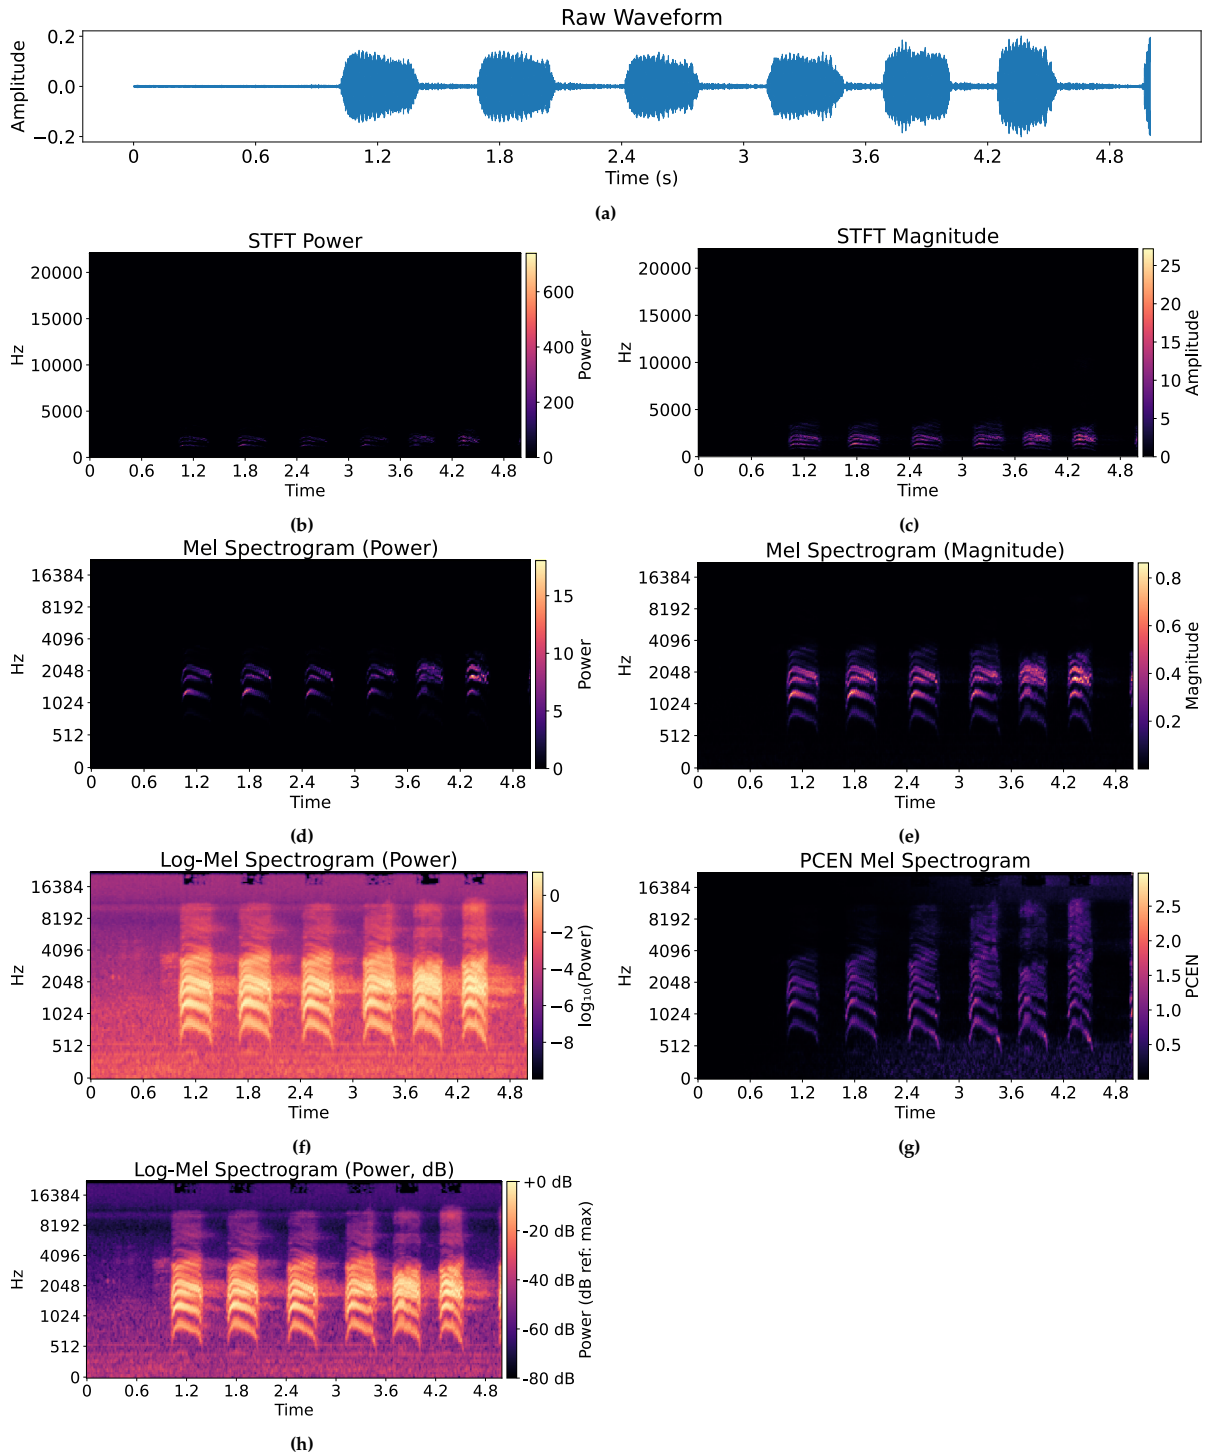 Raw Waveform
0.2
0.0
−0.2
Amplitude
0 0.6 1.2 1.8 2.4 3 3.6 4.2 4.8
Time (s)
(a)
STFT Power
20000
15000
10000
5000
0
Hz
0 0.6 1.2 1.8 2.4 3 3.6 4.2 4.8
Time
600
400
200
0
Power
(b)
STFT Magnitude
20000
15000
10000
5000
0
Hz
0 0.6 1.2 1.8 2.4 3 3.6 4.2 4.8
Time
25
20
15
10
5
0
Amplitude
(c)
Mel Spectrogram (Power)
16384
8192
4096
2048
1024
512
0
Hz
0 0.6 1.2 1.8 2.4 3 3.6 4.2 4.8
Time
15
10
5
0
Power
(d)
Mel Spectrogram (Magnitude)
16384
8192
4096
2048
1024
512
0
Hz
0 0.6 1.2 1.8 2.4 3 3.6 4.2 4.8
Time
0.8
0.6
0.4
0.2
Magnitude
(e)
Log-Mel Spectrogram (Power)
16384
8192
4096
2048
1024
512
0
Hz
0 0.6 1.2 1.8 2.4 3 3.6 4.2 4.8
Time
0
−2
−4
−6
−8
log₁₀(Power)
(f)
PCEN Mel Spectrogram
16384
8192
4096
2048
1024
512
0
Hz
0 0.6 1.2 1.8 2.4 3 3.6 4.2 4.8
Time
2.5
2.0
1.5
1.0
0.5
PCEN
(g)
Log-Mel Spectrogram (Power, dB)
16384
8192
4096
2048
1024
512
0
Hz
0 0.6 1.2 1.8 2.4 3 3.6 4.2 4.8
Time
+0 dB
-20 dB
-40 dB
-60 dB
-80 dB
Power (dB ref: max)
(h)